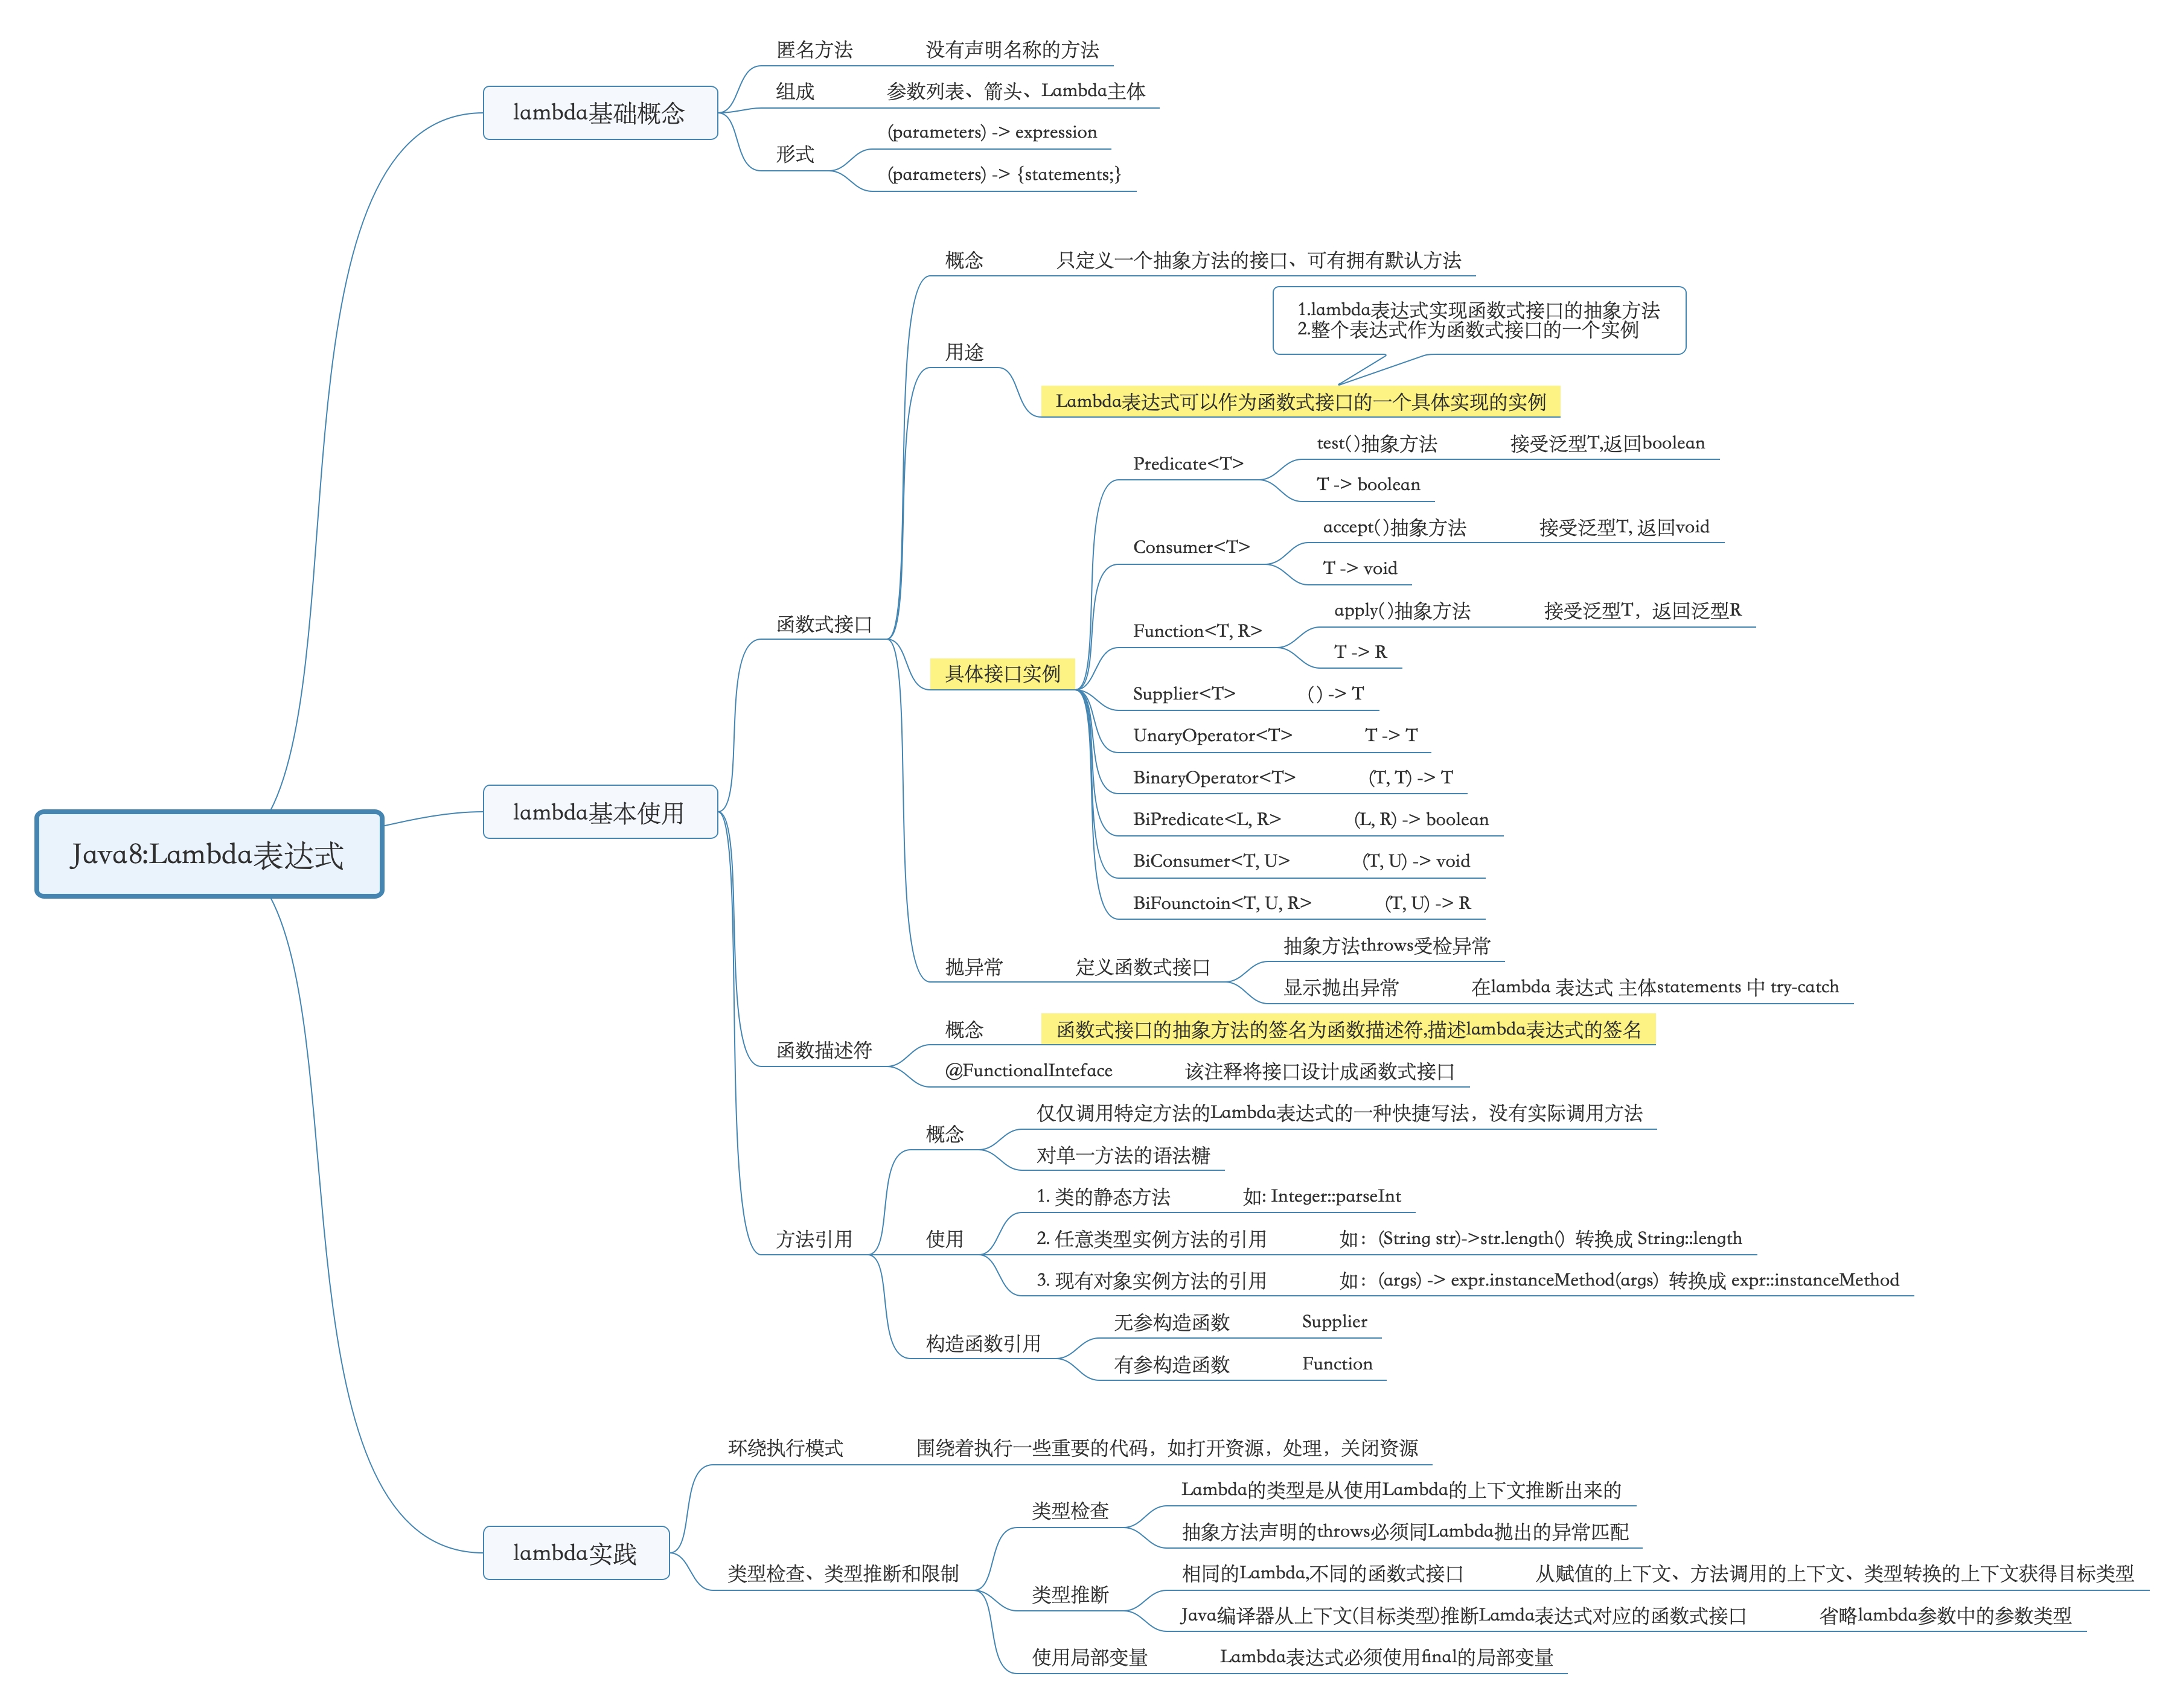 Java8:Lambda表达式
lambda基础概念
匿名方法
没有声明名称的方法
组成
参数列表、箭头、Lambda主体
形式
(parameters) -> expression
(parameters) -> {statements;}
lambda基本使用
函数式接口
概念
只定义一个抽象方法的接口、可有拥有默认方法
用途
1.lambda表达式实现函数式接口的抽象方法
2.整个表达式作为函数式接口的一个实例
Lambda表达式可以作为函数式接口的一个具体实现的实例
具体接口实例
Predicate<T>
test()抽象方法
接受泛型T,返回boolean
T -> boolean
Consumer<T>
accept()抽象方法
接受泛型T, 返回void
T -> void
Function<T, R>
apply()抽象方法
接受泛型T，返回泛型R
T -> R
Supplier<T>
() -> T
UnaryOperator<T>
T -> T
BinaryOperator<T>
(T, T) -> T
BiPredicate<L, R>
(L, R) -> boolean
BiConsumer<T, U>
(T, U) -> void
BiFounctoin<T, U, R>
(T, U) -> R
抛异常
定义函数式接口
抽象方法throws受检异常
显示抛出异常
在lambda 表达式 主体statements 中 try-catch
函数描述符
概念
函数式接口的抽象方法的签名为函数描述符,描述lambda表达式的签名
@FunctionalInteface
该注释将接口设计成函数式接口
方法引用
概念
仅仅调用特定方法的Lambda表达式的一种快捷写法，没有实际调用方法
对单一方法的语法糖
使用
1. 类的静态方法
如: Integer::parseInt
2. 任意类型实例方法的引用
如：(String str)->str.length() 转换成 String::length
3. 现有对象实例方法的引用
如：(args) -> expr.instanceMethod(args) 转换成 expr::instanceMethod
构造函数引用
无参构造函数
Supplier
有参构造函数
Function
lambda实践
环绕执行模式
围绕着执行一些重要的代码，如打开资源，处理，关闭资源
类型检查、类型推断和限制
类型检查
Lambda的类型是从使用Lambda的上下文推断出来的
抽象方法声明的throws必须同Lambda抛出的异常匹配
类型推断
相同的Lambda,不同的函数式接口
从赋值的上下文、方法调用的上下文、类型转换的上下文获得目标类型
Java编译器从上下文(目标类型)推断Lamda表达式对应的函数式接口
省略lambda参数中的参数类型
使用局部变量
Lambda表达式必须使用final的局部变量